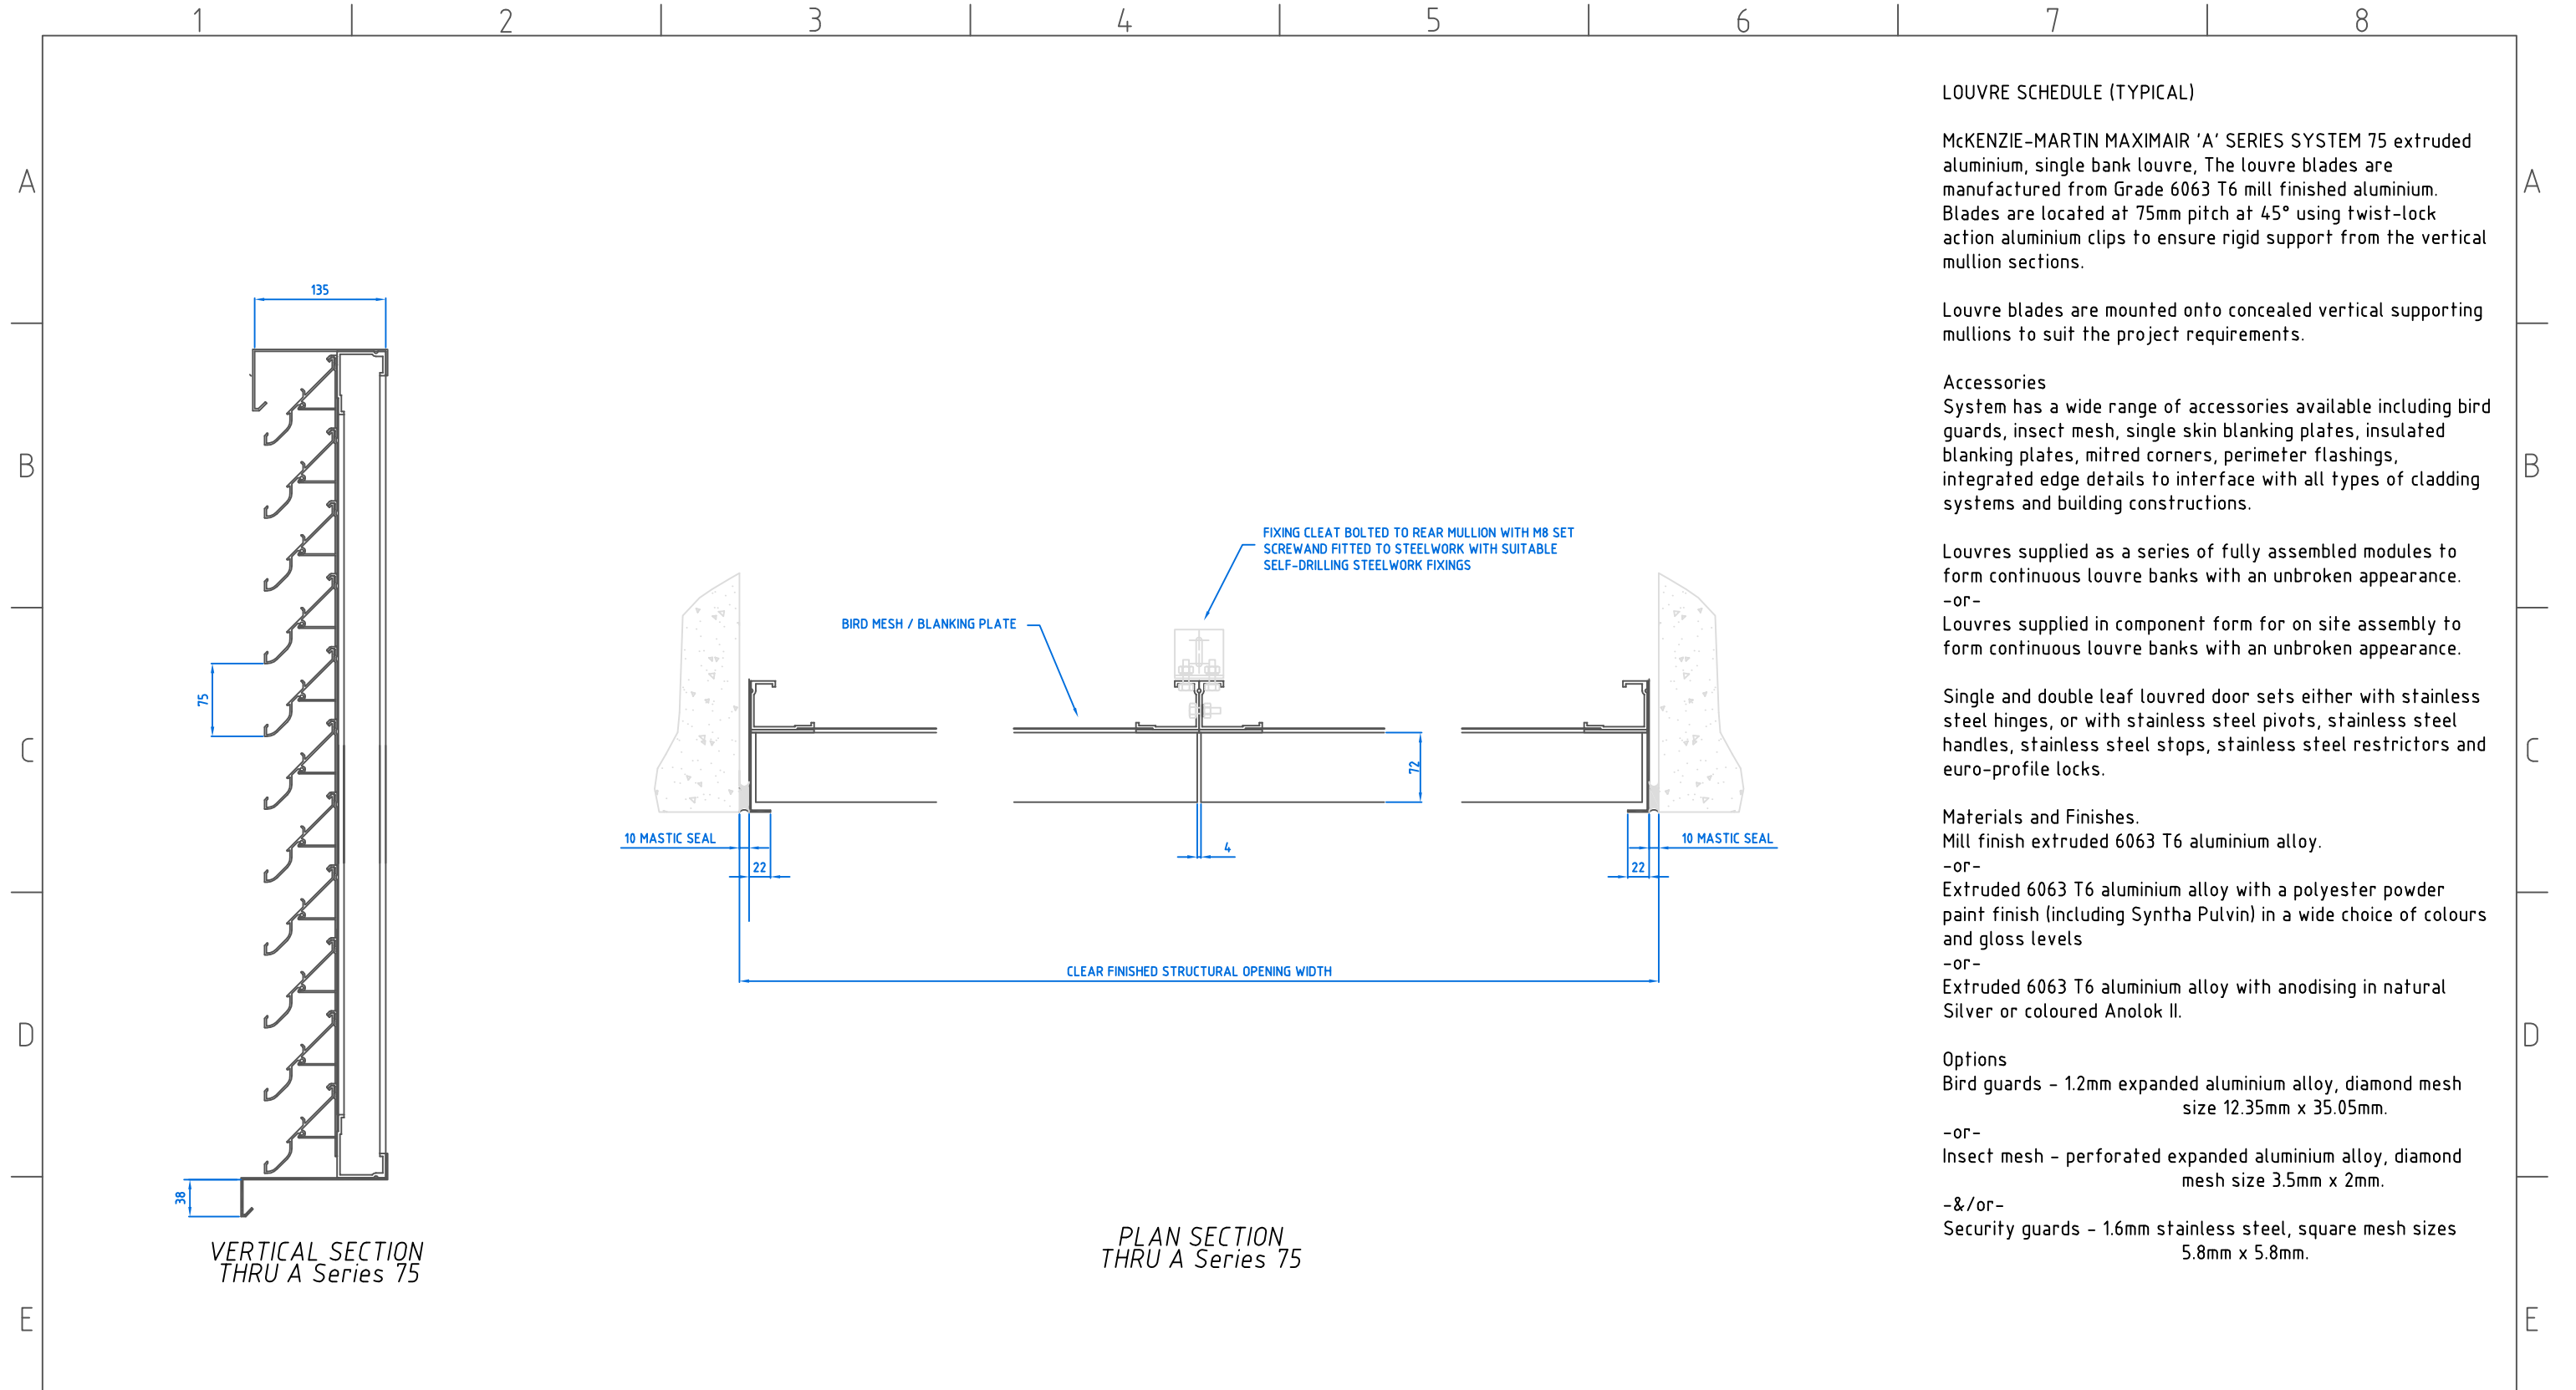 1 2 3 4 5 6 7 8
A A
B B
C C
D D
E E
135
75
38
VERTICAL SECTION
THRU A Series 75
FIXING CLEAT BOLTED TO REAR MULLION WITH M8 SET
SCREWAND FITTED TO STEELWORK WITH SUITABLE
SELF-DRILLING STEELWORK FIXINGS
BIRD MESH / BLANKING PLATE
72
10 MASTIC SEAL
22
4
22
10 MASTIC SEAL
CLEAR FINISHED STRUCTURAL OPENING WIDTH
PLAN SECTION
THRU A Series 75
LOUVRE SCHEDULE (TYPICAL)
McKENZIE-MARTIN MAXIMAIR 'A' SERIES SYSTEM 75 extruded
aluminium, single bank louvre, The louvre blades are
manufactured from Grade 6063 T6 mill finished aluminium.
Blades are located at 75mm pitch at 45° using twist-lock
action aluminium clips to ensure rigid support from the vertical
mullion sections.
Louvre blades are mounted onto concealed vertical supporting
mullions to suit the project requirements.
Accessories
System has a wide range of accessories available including bird
guards, insect mesh, single skin blanking plates, insulated
blanking plates, mitred corners, perimeter flashings,
integrated edge details to interface with all types of cladding
systems and building constructions.
Louvres supplied as a series of fully assembled modules to
form continuous louvre banks with an unbroken appearance.
-or-
Louvres supplied in component form for on site assembly to
form continuous louvre banks with an unbroken appearance.
Single and double leaf louvred door sets either with stainless
steel hinges, or with stainless steel pivots, stainless steel
handles, stainless steel stops, stainless steel restrictors and
euro-profile locks.
Materials and Finishes.
Mill finish extruded 6063 T6 aluminium alloy.
-or-
Extruded 6063 T6 aluminium alloy with a polyester powder
paint finish (including Syntha Pulvin) in a wide choice of colours
and gloss levels
-or-
Extruded 6063 T6 aluminium alloy with anodising in natural
Silver or coloured Anolok II.
Options
Bird guards - 1.2mm expanded aluminium alloy, diamond mesh
size 12.35mm x 35.05mm.
-or-
Insect mesh - perforated expanded aluminium alloy, diamond
mesh size 3.5mm x 2mm.
-&/or-
Security guards - 1.6mm stainless steel, square mesh sizes
5.8mm x 5.8mm.